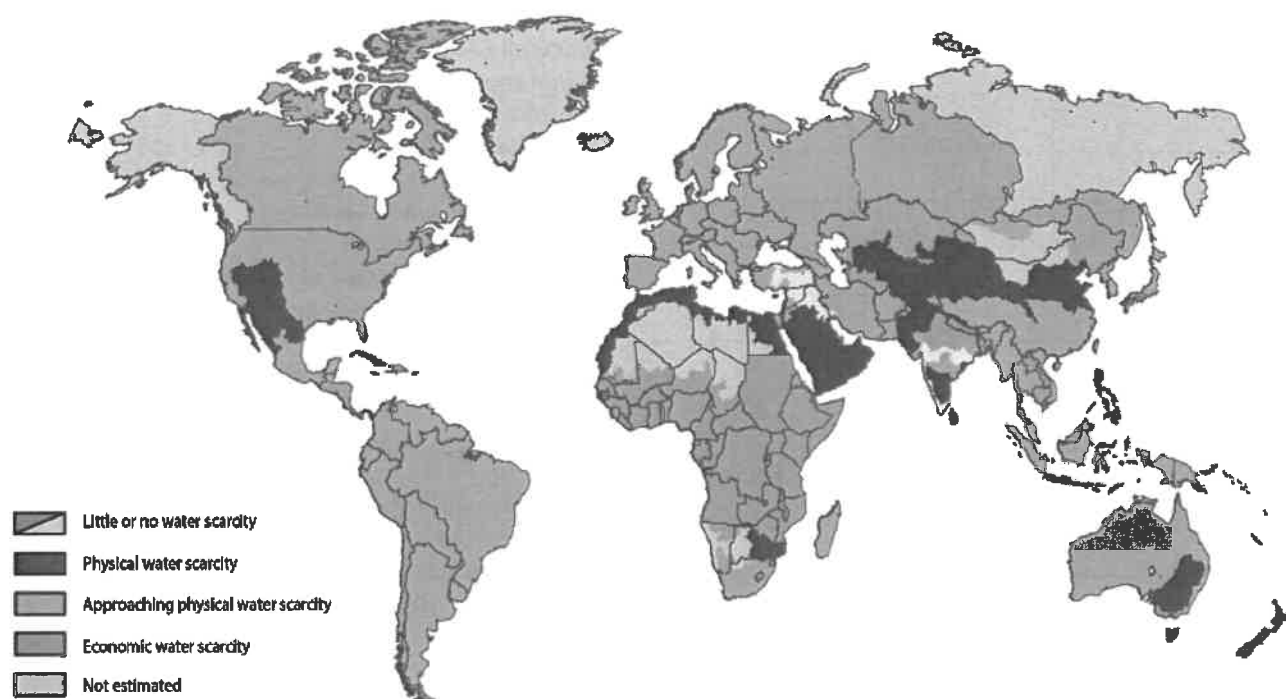 Little or no water scarcity
Physical water scarcity
Approaching physical water scarcity
Economic water scarcity
Not estimated